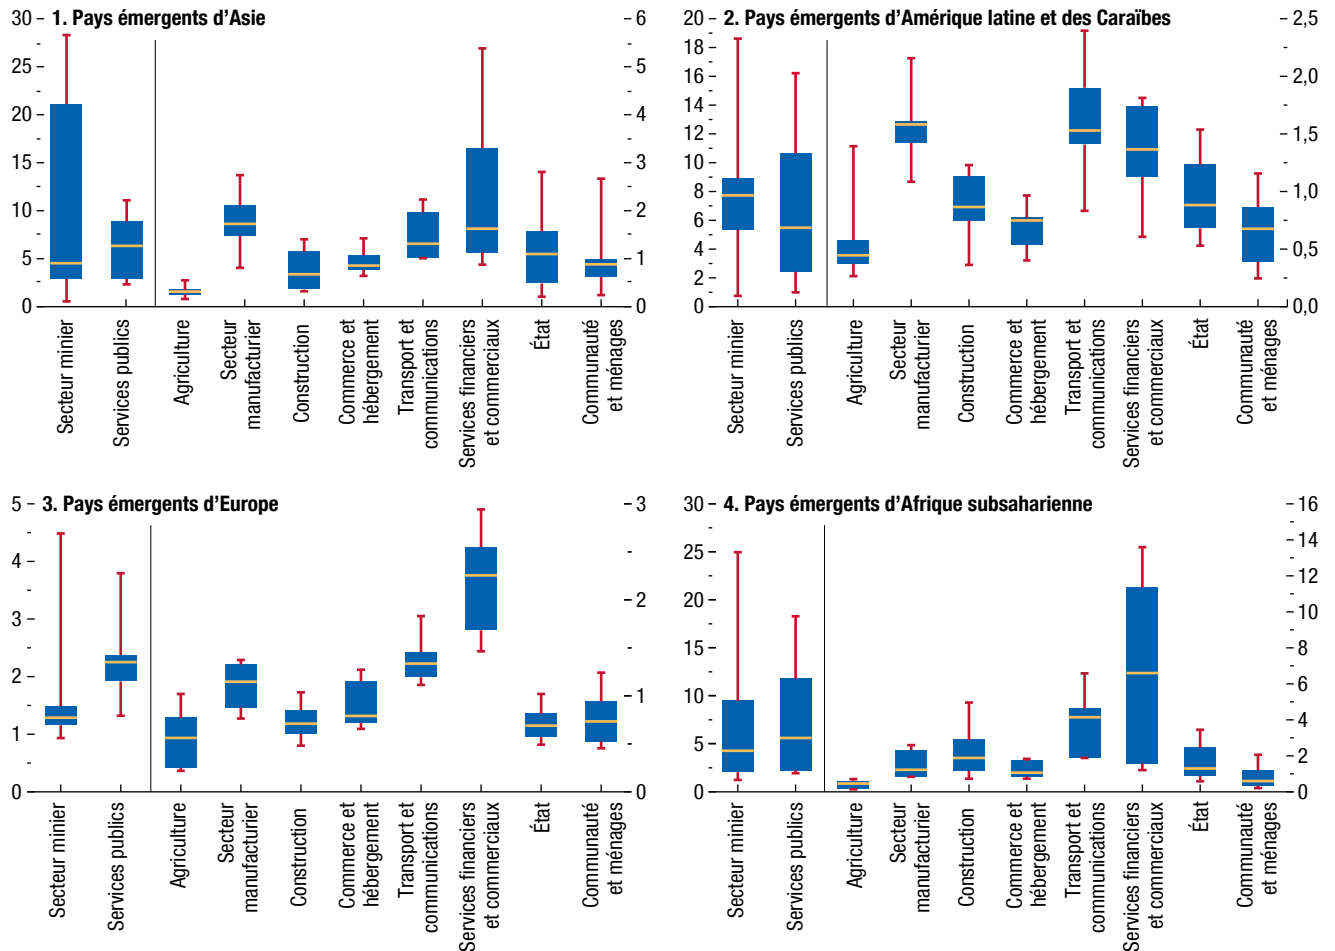 1. Pays émergents d'Asie
30
25
20
15
10
5
0
6
5
4
3
2
1
0
Secteur minier
Services publics
Agriculture
Secteur
manufacturier
Construction
Commerce et
hébergement
Transport et
communications
Services financiers
et commerciaux
État
Communauté
et ménages
2. Pays émergents d'Amérique latine et des Caraïbes
20
18
16
14
12
10
8
6
4
2
0
2,5
2,0
1,5
1,0
0,5
0,0
Secteur minier
Services publics
Agriculture
Secteur
manufacturier
Construction
Commerce et
hébergement
Transport et
communications
Services financiers
et commerciaux
État
Communauté
et ménages
3. Pays émergents d'Europe
5
4
3
2
1
0
3
2
1
0
Secteur minier
Services publics
Agriculture
Secteur
manufacturier
Construction
Commerce et
hébergement
Transport et
communications
Services financiers
et commerciaux
État
Communauté
et ménages
4. Pays émergents d'Afrique subsaharienne
30
25
20
15
10
5
0
16
14
12
10
8
6
4
2
0
Secteur minier
Services publics
Agriculture
Secteur
manufacturier
Construction
Commerce et
hébergement
Transport et
communications
Services financiers
et commerciaux
État
Communauté
et ménages